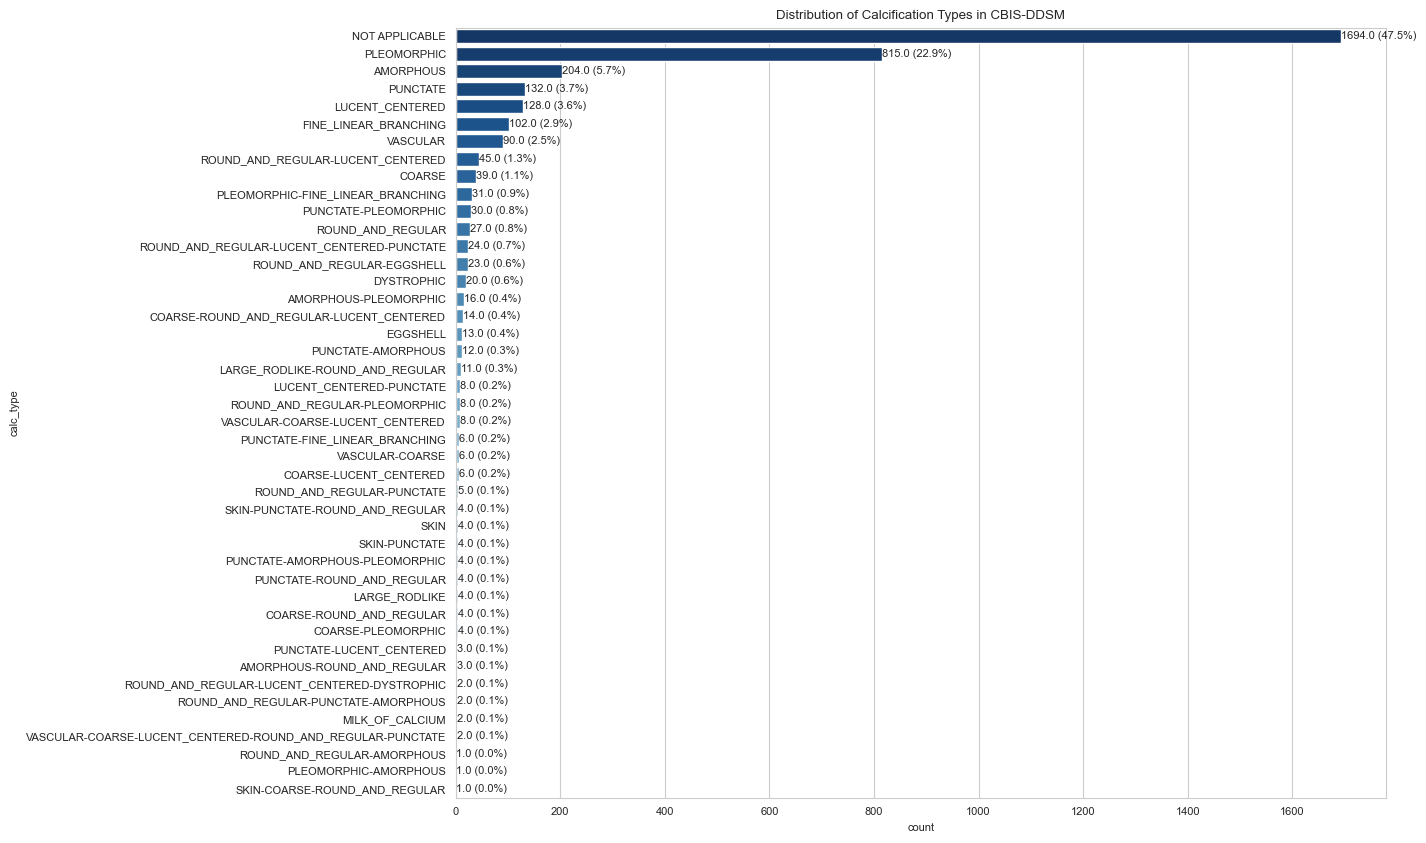 Distribution of Calcification Types in CBIS-DDSM
NOT APPLICABLE 1694.0 (47.5%)
PLEOMORPHIC 815.0 (22.9%)
AMORPHOUS 204.0 (5.7%)
PUNCTATE 132.0 (3.7%)
LUCENT_CENTERED 128.0 (3.6%)
FINE_LINEAR_BRANCHING 102.0 (2.9%)
VASCULAR 90.0 (2.5%)
ROUND_AND_REGULAR-LUCENT_CENTERED 45.0 (1.3%)
COARSE 39.0 (1.1%)
PLEOMORPHIC-FINE_LINEAR_BRANCHING 31.0 (0.9%)
PUNCTATE-PLEOMORPHIC 30.0 (0.8%)
ROUND_AND_REGULAR 27.0 (0.8%)
ROUND_AND_REGULAR-LUCENT_CENTERED-PUNCTATE 24.0 (0.7%)
ROUND_AND_REGULAR-EGGSHELL 23.0 (0.6%)
DYSTROPHIC 20.0 (0.6%)
AMORPHOUS-PLEOMORPHIC 16.0 (0.4%)
COARSE-ROUND_AND_REGULAR-LUCENT_CENTERED 14.0 (0.4%)
EGGSHELL 13.0 (0.4%)
PUNCTATE-AMORPHOUS 12.0 (0.3%)
LARGE_RODLIKE-ROUND_AND_REGULAR 11.0 (0.3%)
LUCENT_CENTERED-PUNCTATE 8.0 (0.2%)
ROUND_AND_REGULAR-PLEOMORPHIC 8.0 (0.2%)
VASCULAR-COARSE-LUCENT_CENTERED 8.0 (0.2%)
PUNCTATE-FINE_LINEAR_BRANCHING 6.0 (0.2%)
VASCULAR-COARSE 6.0 (0.2%)
COARSE-LUCENT_CENTERED 6.0 (0.2%)
ROUND_AND_REGULAR-PUNCTATE 5.0 (0.1%)
SKIN-PUNCTATE-ROUND_AND_REGULAR 4.0 (0.1%)
SKIN 4.0 (0.1%)
SKIN-PUNCTATE 4.0 (0.1%)
PUNCTATE-AMORPHOUS-PLEOMORPHIC 4.0 (0.1%)
PUNCTATE-ROUND_AND_REGULAR 4.0 (0.1%)
LARGE_RODLIKE 4.0 (0.1%)
COARSE-ROUND_AND_REGULAR 4.0 (0.1%)
COARSE-PLEOMORPHIC 4.0 (0.1%)
PUNCTATE-LUCENT_CENTERED 3.0 (0.1%)
AMORPHOUS-ROUND_AND_REGULAR 3.0 (0.1%)
ROUND_AND_REGULAR-LUCENT_CENTERED-DYSTROPHIC 2.0 (0.1%)
ROUND_AND_REGULAR-PUNCTATE-AMORPHOUS 2.0 (0.1%)
MILK_OF_CALCIUM 2.0 (0.1%)
VASCULAR-COARSE-LUCENT_CENTERED-ROUND_AND_REGULAR-PUNCTATE 2.0 (0.1%)
ROUND_AND_REGULAR-AMORPHOUS 1.0 (0.0%)
PLEOMORPHIC-AMORPHOUS 1.0 (0.0%)
SKIN-COARSE-ROUND_AND_REGULAR 1.0 (0.0%)
calc_type
0 200 400 600 800 1000 1200 1400 1600
count